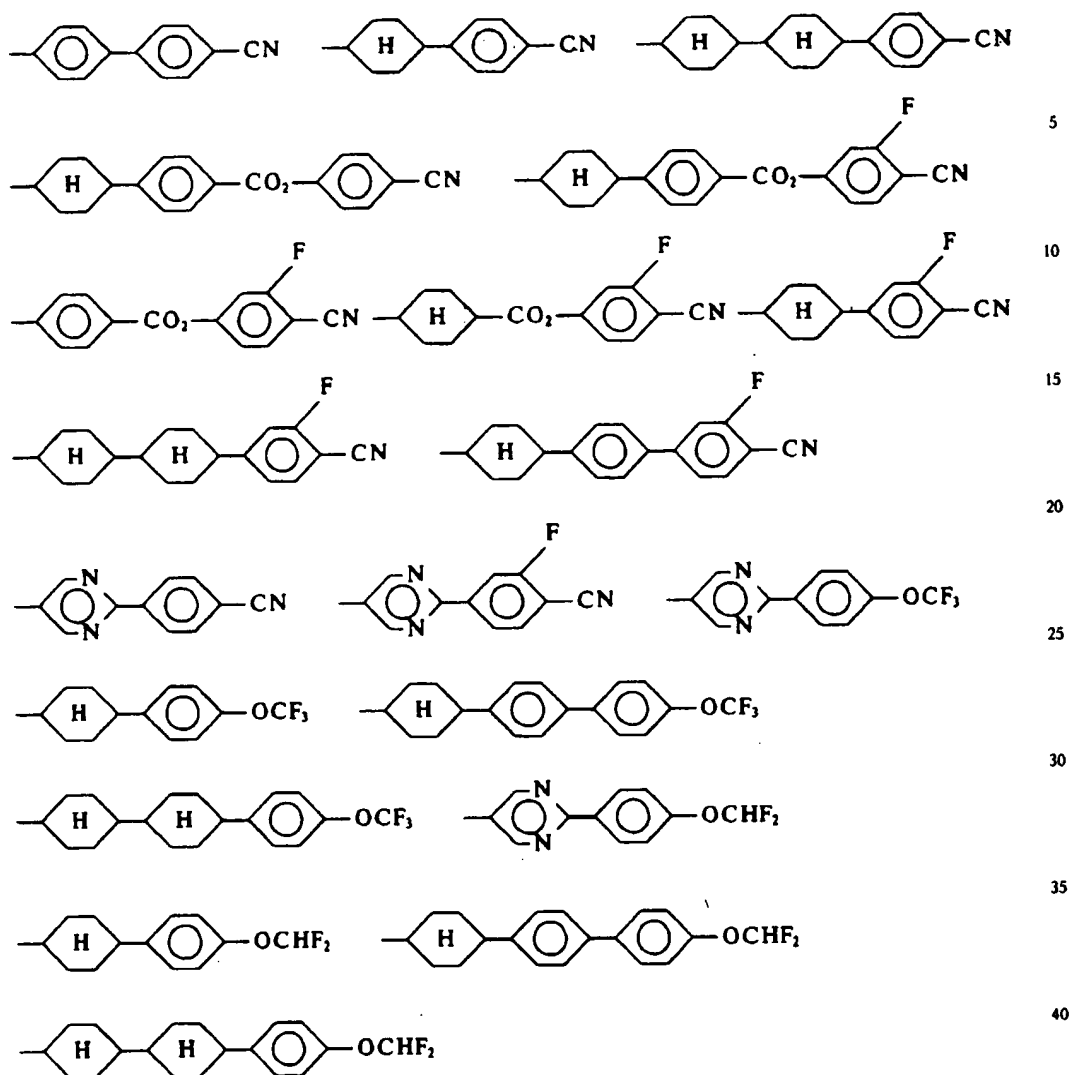 CN H CN H H CN
5
F
H CO₂ CN H CO₂ CN
10
F F F
CO₂ CN H CO₂ CN H CN
15
F
F
H H CN H CN
20
F
N N N
CN CN OCF₃
N N N
25
H OCF₃ H OCF₃
30
N
H H OCF₃ OCHF₂
N
35
H OCHF₂ H OCHF₂
40
H H OCHF₂